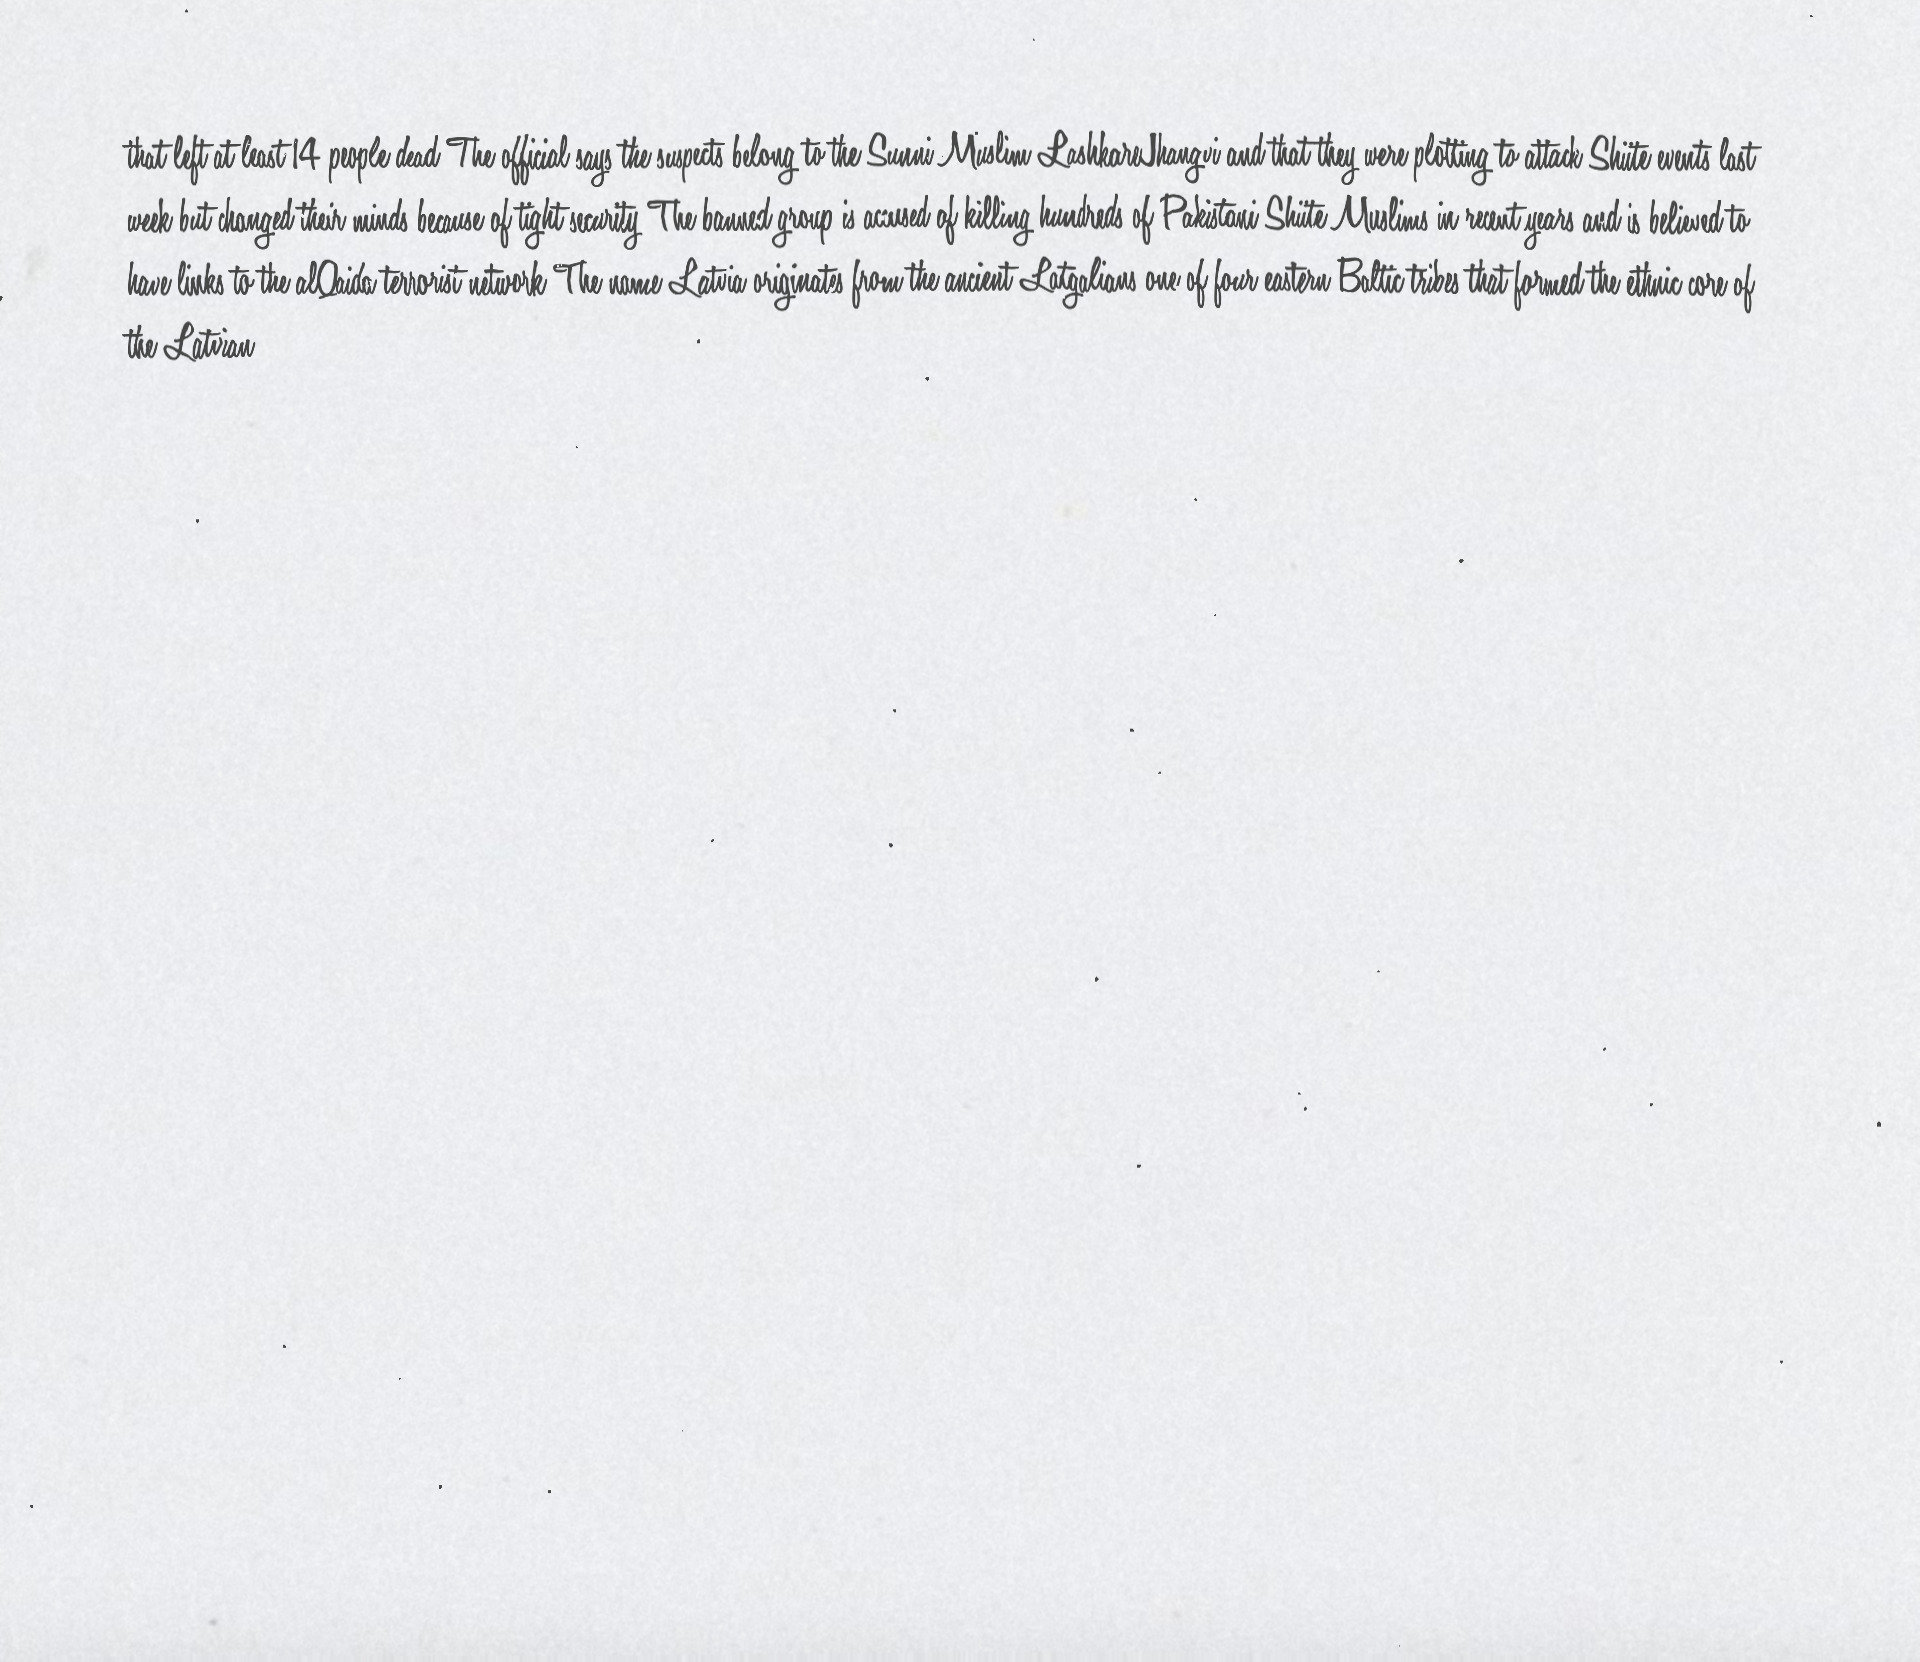 that left at least 14 people dead The official says the suspects belong to the Sunni Muslim LashkareJhangvi and that they were plotting to attack Shiite events last
week but changed their minds because of tight security The banned group is accused of killing hundreds of Pakistani Shiite Muslims in recent years and is believed to
have links to the alQaida terrorist network The name Latvia originates from the ancient Latgalians one of four eastern Baltic tribes that formed the ethnic core of
the Latvian